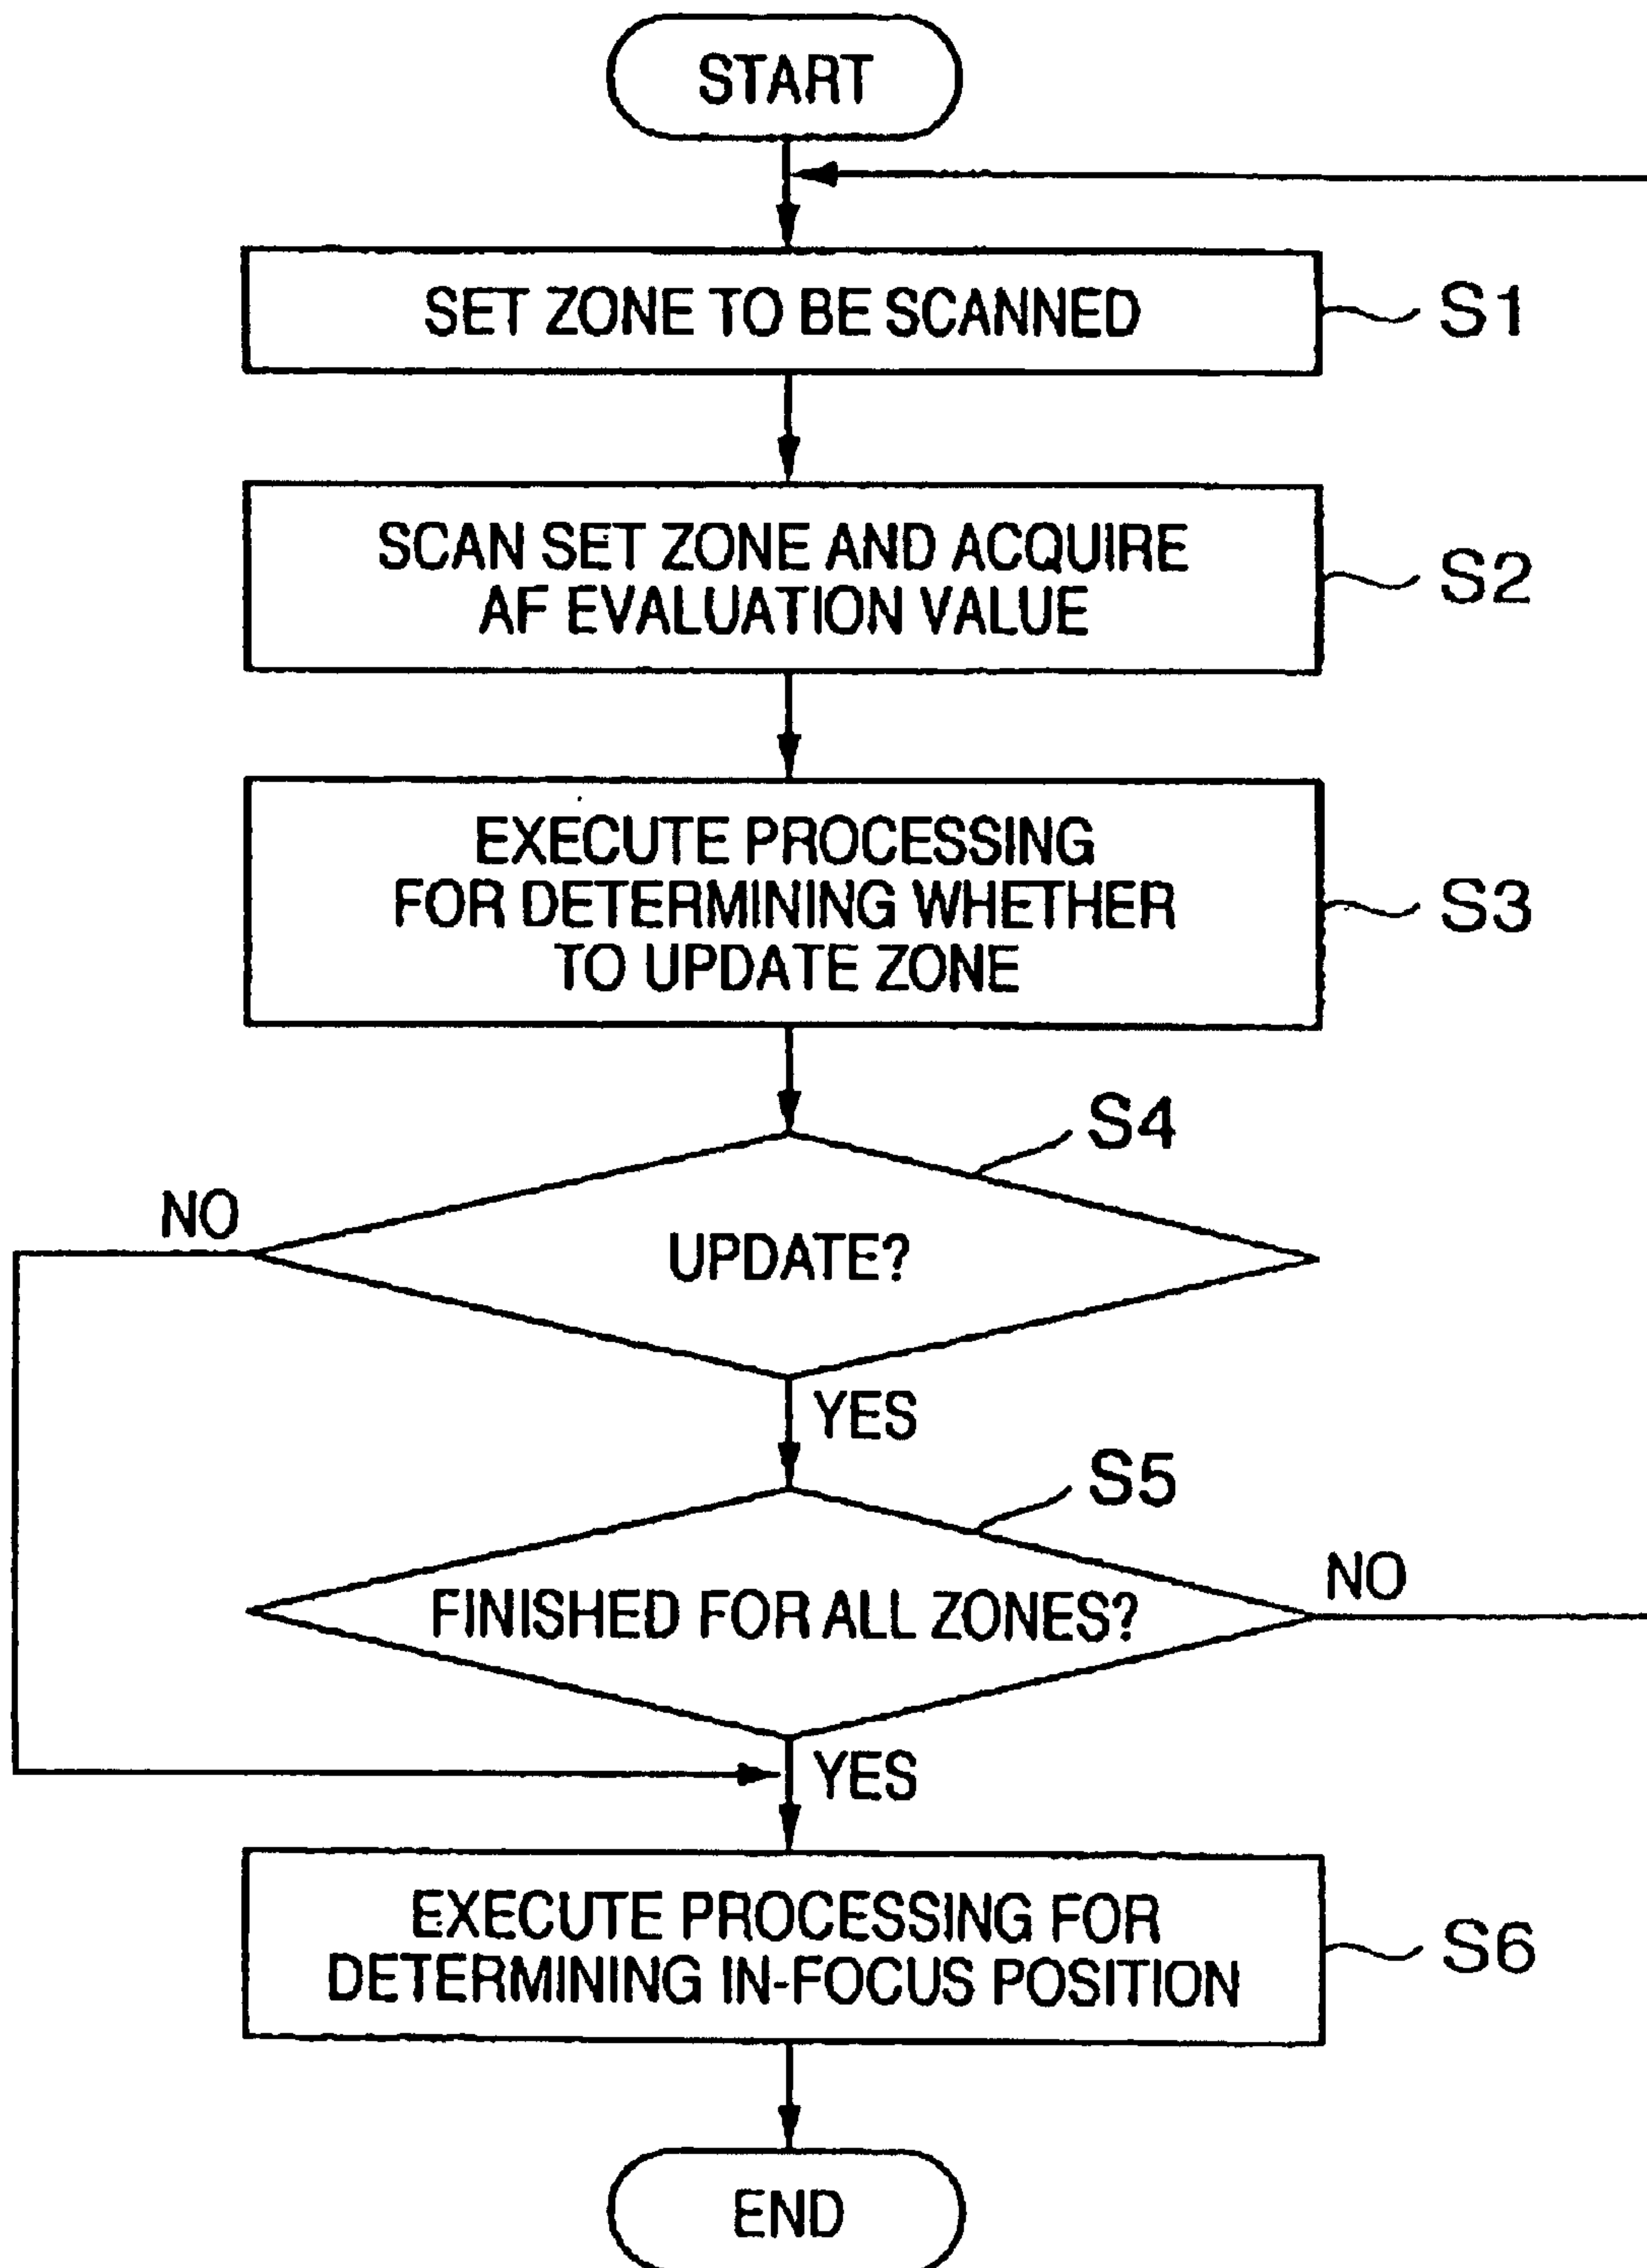 START
SET ZONE TO BE SCANNED
S1
SCAN SET ZONE AND ACQUIRE
AF EVALUATION VALUE
S2
EXECUTE PROCESSING
FOR DETERMINING WHETHER
TO UPDATE ZONE
S3
S4
NO
UPDATE?
YES
S5
FINISHED FOR ALL ZONES?
NO
YES
EXECUTE PROCESSING FOR
DETERMINING IN-FOCUS POSITION
S6
END